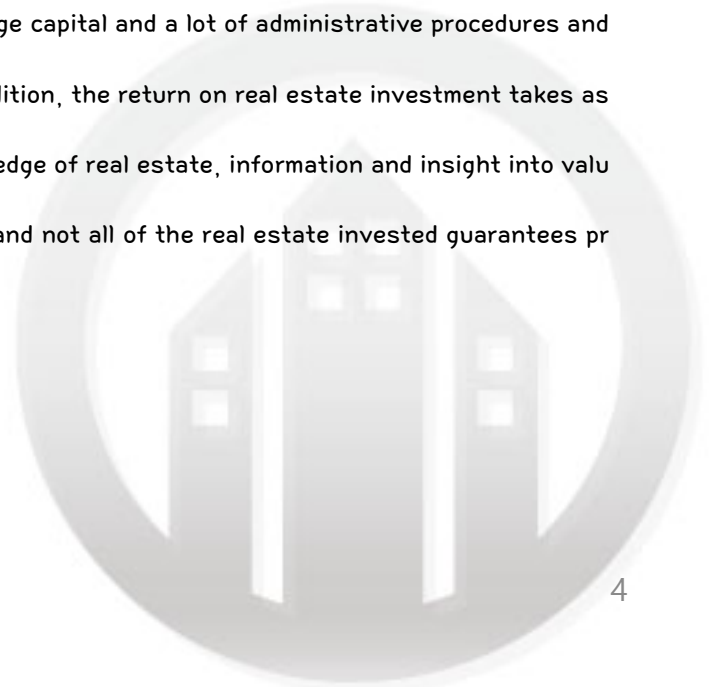 ge capital and a lot of administrative procedures and
lition, the return on real estate investment takes as
edge of real estate, information and insight into valu
and not all of the real estate invested guarantees pr
4